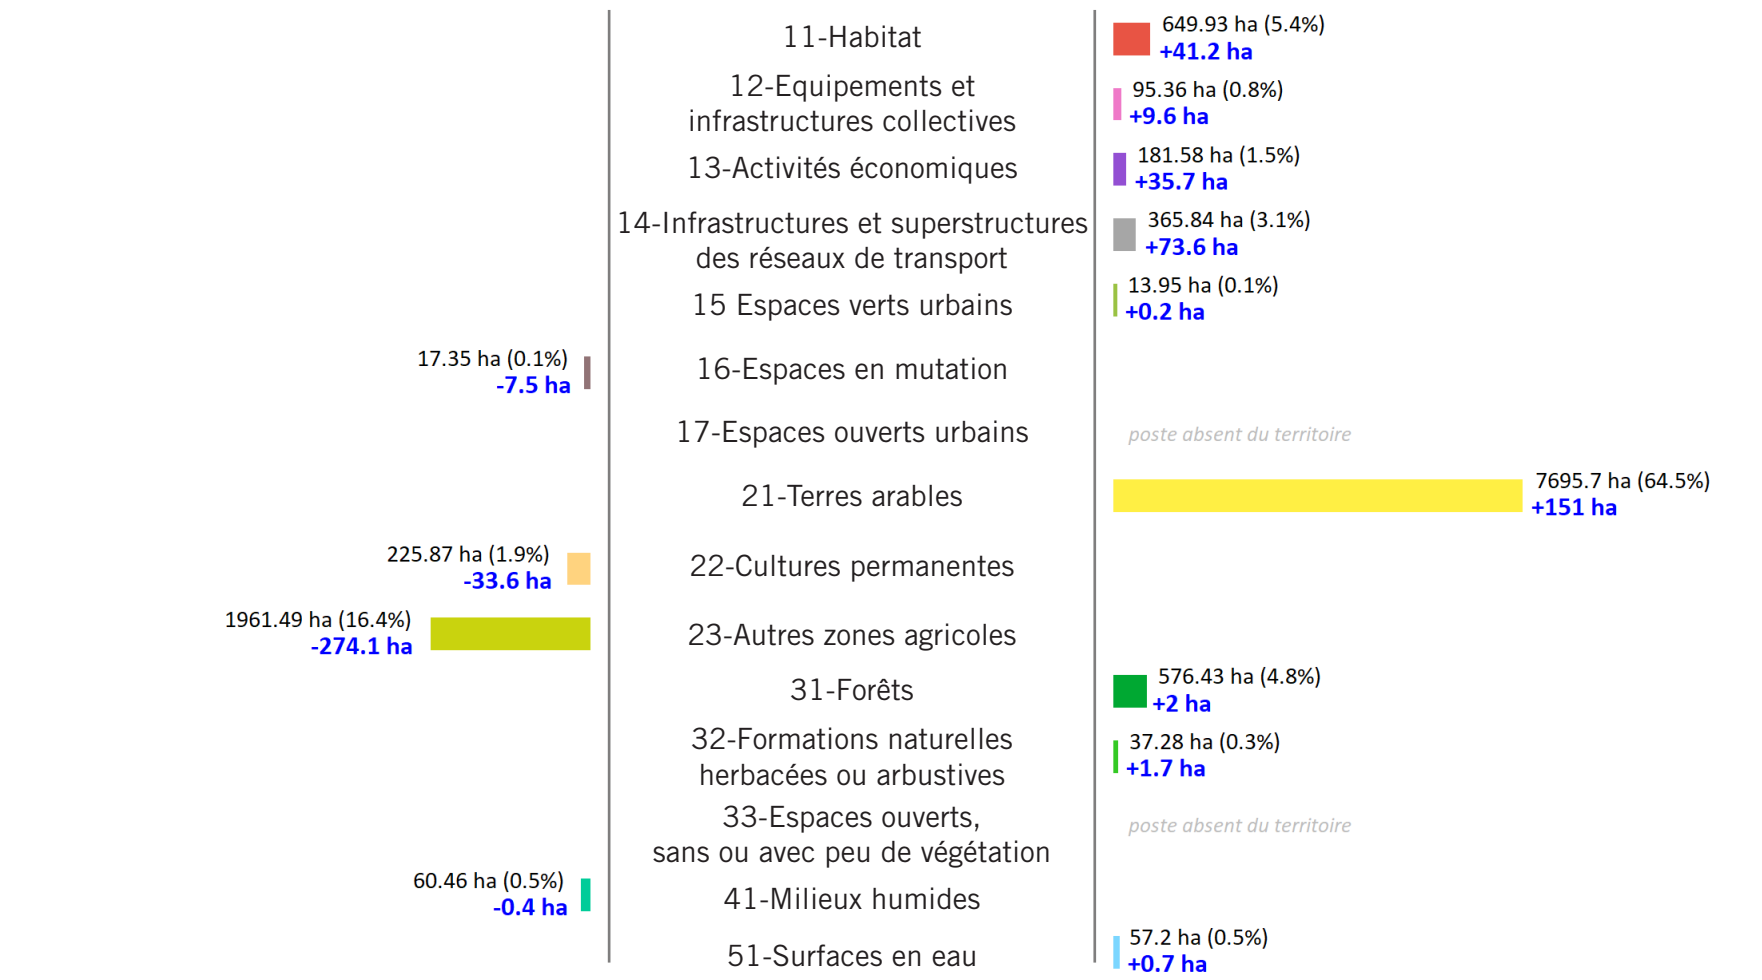 11-Habitat
649.93 ha (5.4%)
+41.2 ha
12-Equipements et
infrastructures collectives
95.36 ha (0.8%)
+9.6 ha
13-Activités économiques
181.58 ha (1.5%)
+35.7 ha
14-Infrastructures et superstructures
des réseaux de transport
365.84 ha (3.1%)
+73.6 ha
15 Espaces verts urbains
13.95 ha (0.1%)
+0.2 ha
17.35 ha (0.1%)
-7.5 ha
16-Espaces en mutation
17-Espaces ouverts urbains
poste absent du territoire
21-Terres arables
7695.7 ha (64.5%)
+151 ha
225.87 ha (1.9%)
-33.6 ha
22-Cultures permanentes
1961.49 ha (16.4%)
-274.1 ha
23-Autres zones agricoles
31-Forêts
576.43 ha (4.8%)
+2 ha
32-Formations naturelles
herbacées ou arbustives
37.28 ha (0.3%)
+1.7 ha
33-Espaces ouverts,
sans ou avec peu de végétation
poste absent du territoire
60.46 ha (0.5%)
-0.4 ha
41-Milieux humides
51-Surfaces en eau
57.2 ha (0.5%)
+0.7 ha